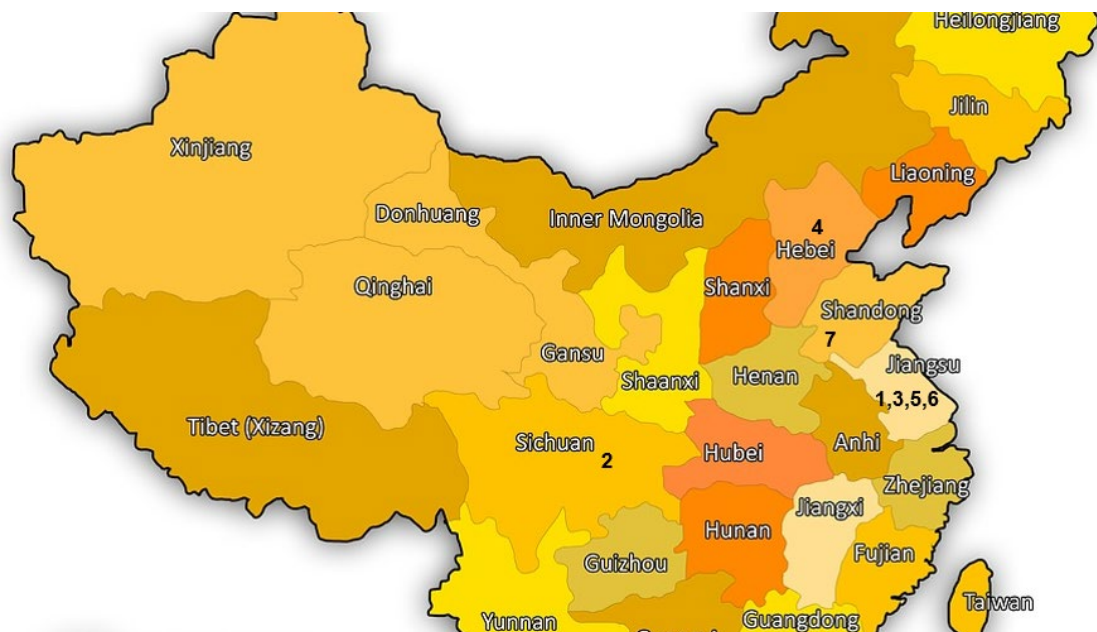 Heilongjiang
Jilin
Xinjiang
Liaoning
Donhuang
Inner Mongolia
4
Hebei
Qinghai
Shanxi
Shandong
7
Gansu
Jiangsu
Shaanxi
Henan
1,3,5,6
Tibet (Xizang)
Sichuan
2
Hubei
Anhi
Zhejiang
Jiangxi
Hunan
Guizhou
Fujian
Taiwan
Yunnan
Guangdong